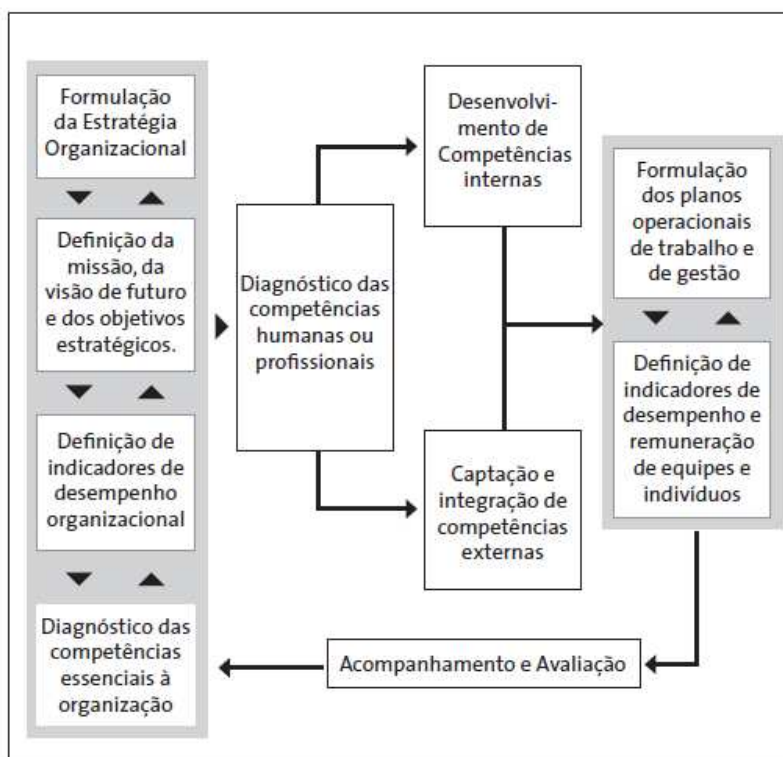 Formulação
da Estratégia
Organizacional
Definição da
missão, da
visão de futuro
e dos objetivos
estratégicos.
Definição de
indicadores de
desempenho
organizacional
Diagnóstico das
competências
essenciais à
organização
Diagnóstico das
competências
humanas ou
profissionais
Desenvolvi-
mento de
Competências
internas
Captação e
integração de
competências
externas
Formulação
dos planos
operacionais
de trabalho e
de gestão
Definição de
indicadores de
desempenho e
remuneração
de equipes e
indivíduos
Acompanhamento e Avaliação